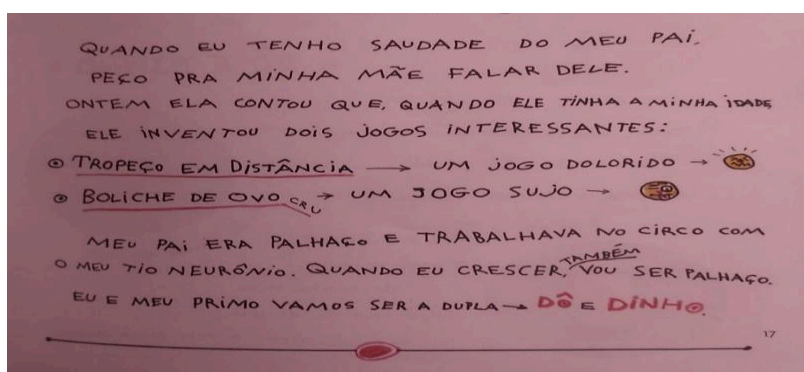 QUANDO EU TENHO SAUDADE DO MEU PAI,
PEÇO PRA MINHA MÃE FALAR DELE.
ONTEM ELA CONTOU QUE, QUANDO ELE TINHA A MINHA IDADE
ELE INVENTOU DOIS JOGOS INTERESSANTES:
⊙ TROPEÇO EM DISTÂNCIA → UM JOGO DOLORIDO →
⊙ BOLICHE DE OVO CRU → UM JOGO SUJO →
MEU PAI ERA PALHAÇO E TRABALHAVA NO CIRCO COM
O MEU TIO NEURÔNIO. QUANDO EU CRESCER, TAMBÉM VOU SER PALHAÇO.
EU E MEU PRIMO VAMOS SER A DUPLA → DÔ E DINHO.
17